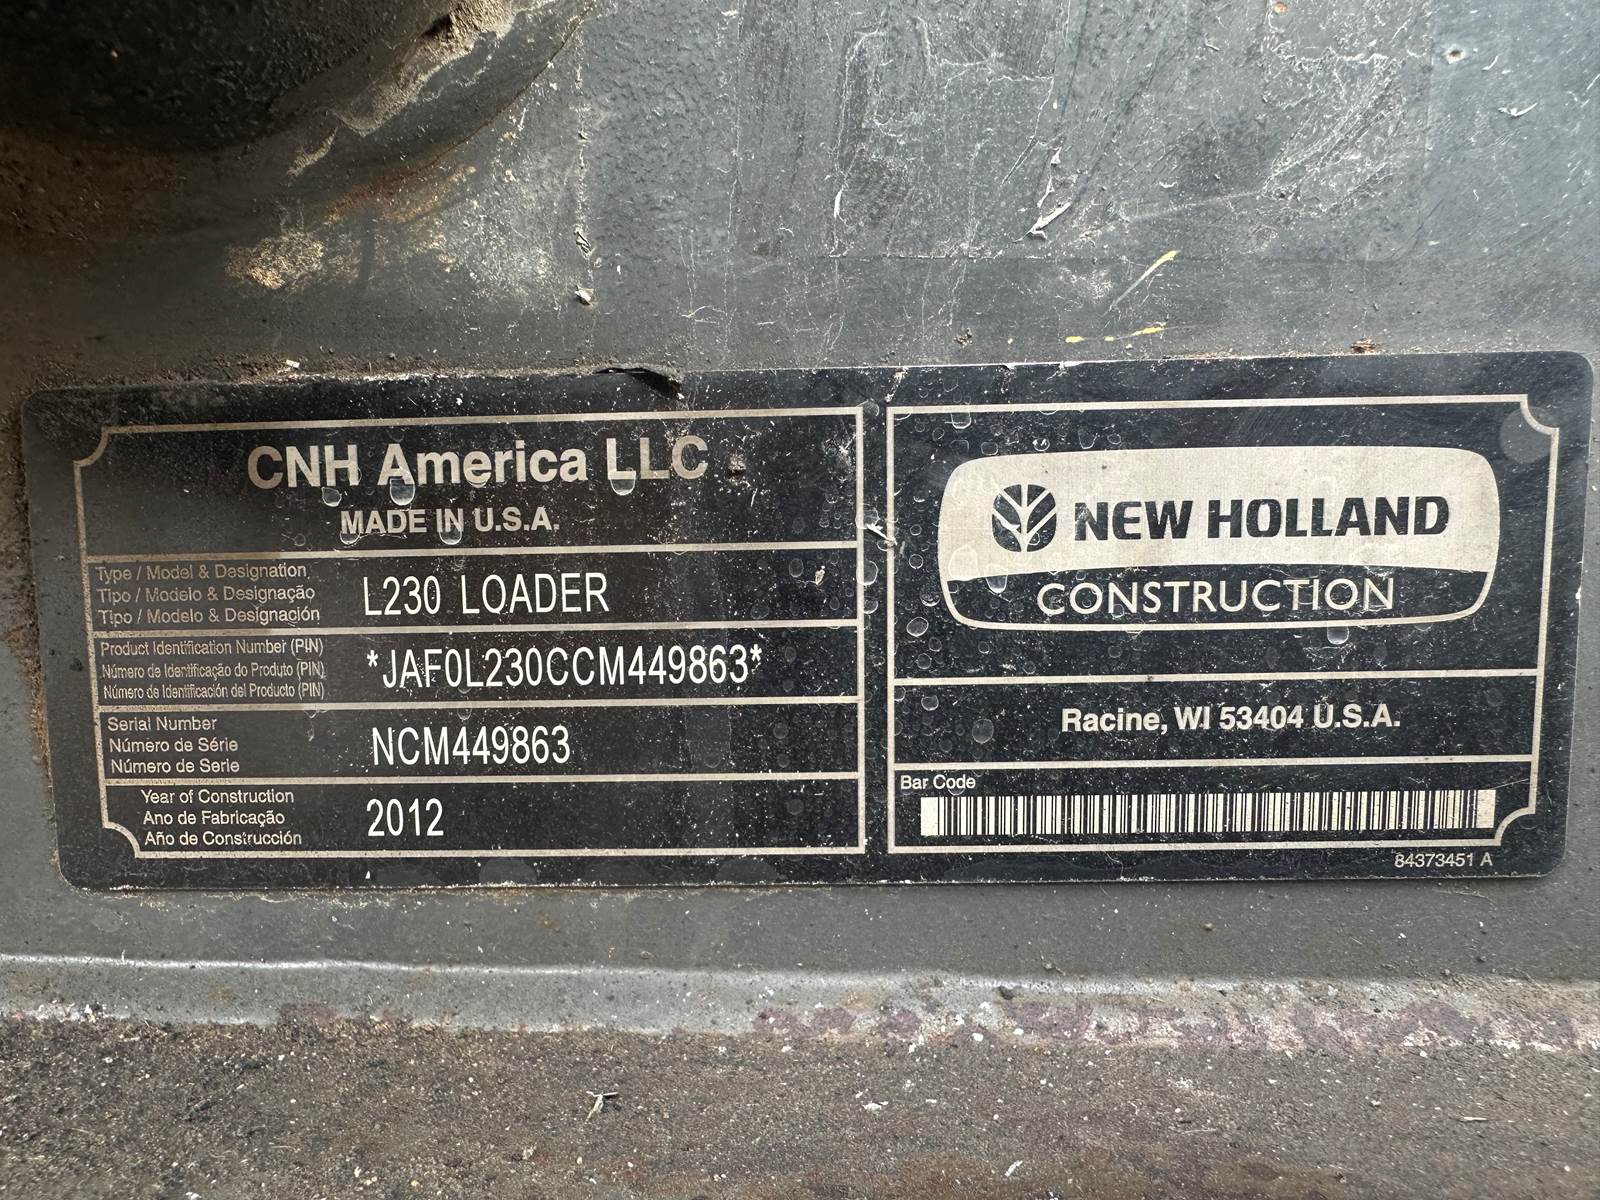 CNH America LLC
MADE IN U.S.A.
Type / Model & Designation
Tipo / Modelo & Designação
Tipo / Modelo & Designación
L230 LOADER
Product Identification Number (PIN)
Número de Identificação do Produto (PIN)
Número de Identificación del Producto (PIN)
*JAF0L230CCM449863*
Serial Number
Número de Série
Número de Serie
NCM449863
Year of Construction
Ano de Fabricação
Año de Construcción
2012
NEW HOLLAND
CONSTRUCTION
Racine, WI 53404 U.S.A.
Bar Code
84373451 A